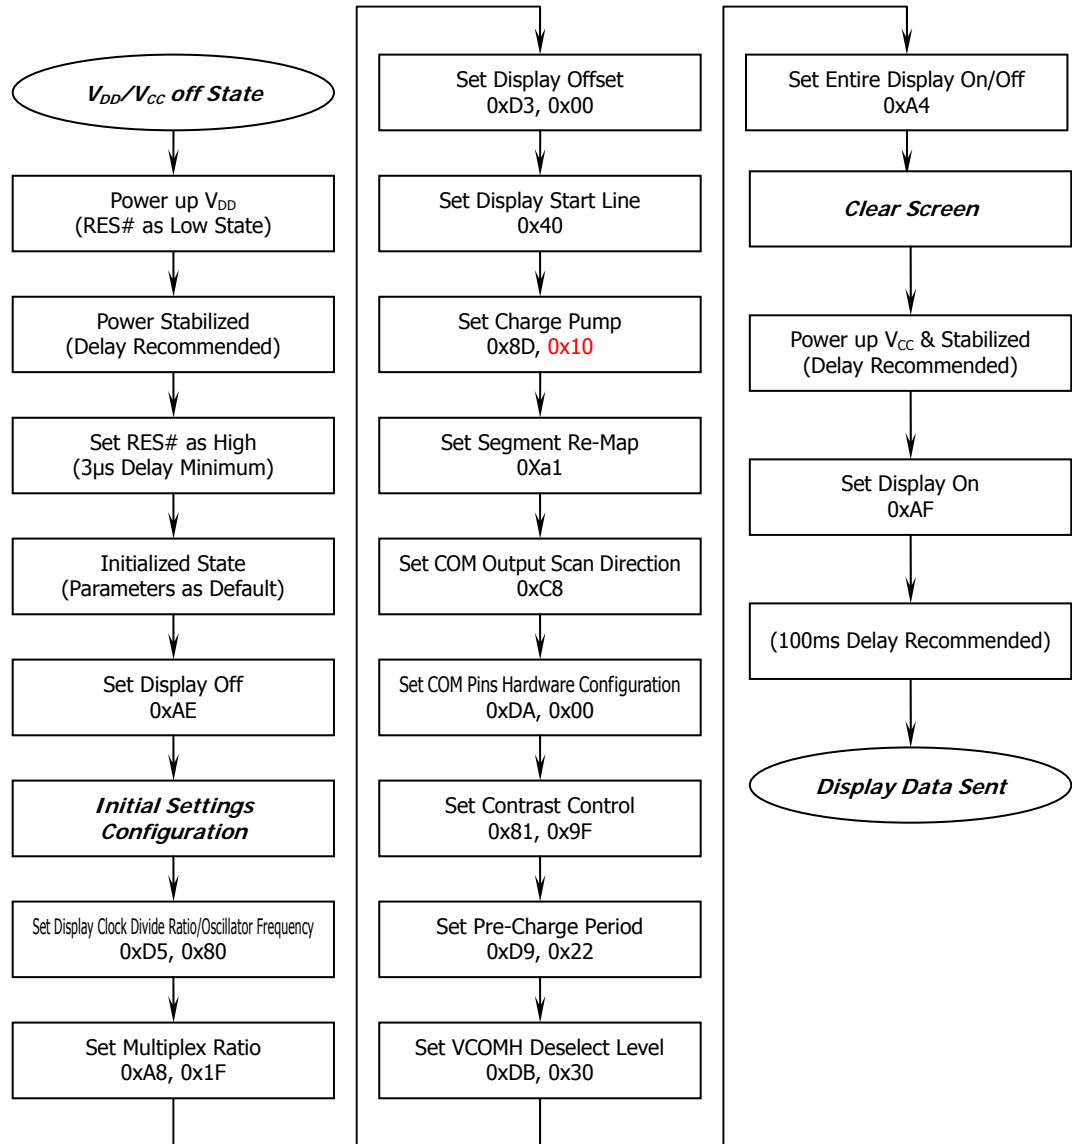 V_DD/V_CC off State
Power up V_DD
(RES# as Low State)
Power Stabilized
(Delay Recommended)
Set RES# as High
(3μs Delay Minimum)
Initialized State
(Parameters as Default)
Set Display Off
0xAE
Initial Settings
Configuration
Set Display Clock Divide Ratio/Oscillator Frequency
0xD5, 0x80
Set Multiplex Ratio
0xA8, 0x1F
Set Display Offset
0xD3, 0x00
Set Display Start Line
0x40
Set Charge Pump
0x8D, 0x10
Set Segment Re-Map
0Xa1
Set COM Output Scan Direction
0xC8
Set COM Pins Hardware Configuration
0xDA, 0x00
Set Contrast Control
0x81, 0x9F
Set Pre-Charge Period
0xD9, 0x22
Set VCOMH Deselect Level
0xDB, 0x30
Set Entire Display On/Off
0xA4
Clear Screen
Power up V_CC & Stabilized
(Delay Recommended)
Set Display On
0xAF
(100ms Delay Recommended)
Display Data Sent